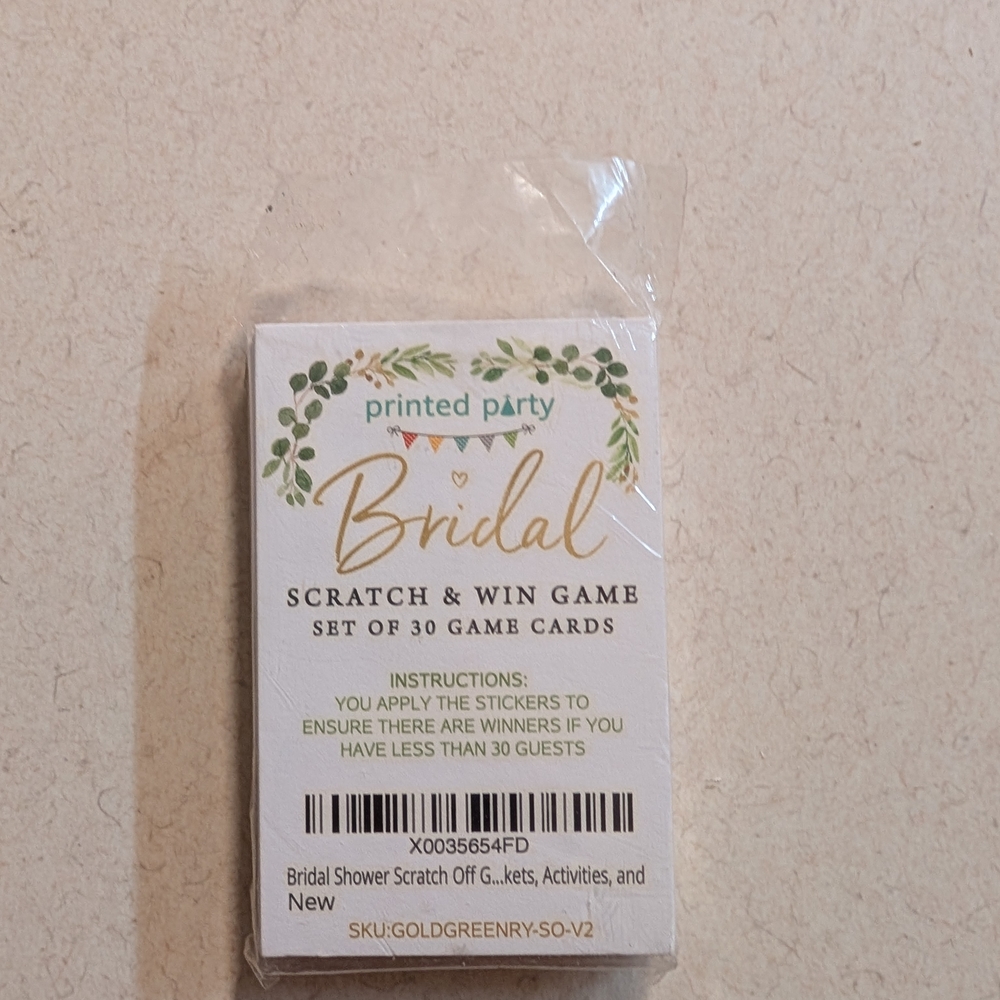 printed party
Bridal
SCRATCH & WIN GAME
SET OF 30 GAME CARDS
INSTRUCTIONS:
YOU APPLY THE STICKERS TO
ENSURE THERE ARE WINNERS IF YOU
HAVE LESS THAN 30 GUESTS
X0035654FD
Bridal Shower Scratch Off G...kets, Activities, and
New
SKU:GOLDGREENRY-SO-V2